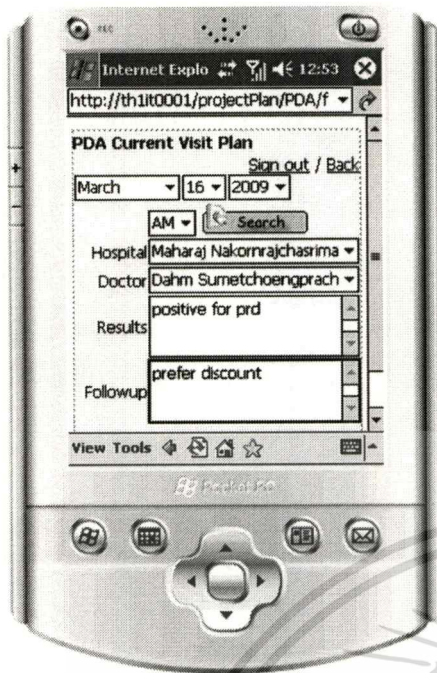 REC
Internet Explo 12:53
http://th1it0001/projectPlan/PDA/f
PDA Current Visit Plan
Sign out / Back
March 16 2009
AM Search
Hospital Maharaj Nakornrajchasrima
Doctor Dahm Sumetchoengprach
Results positive for prd
Followup prefer discount
View Tools
Pocket PC